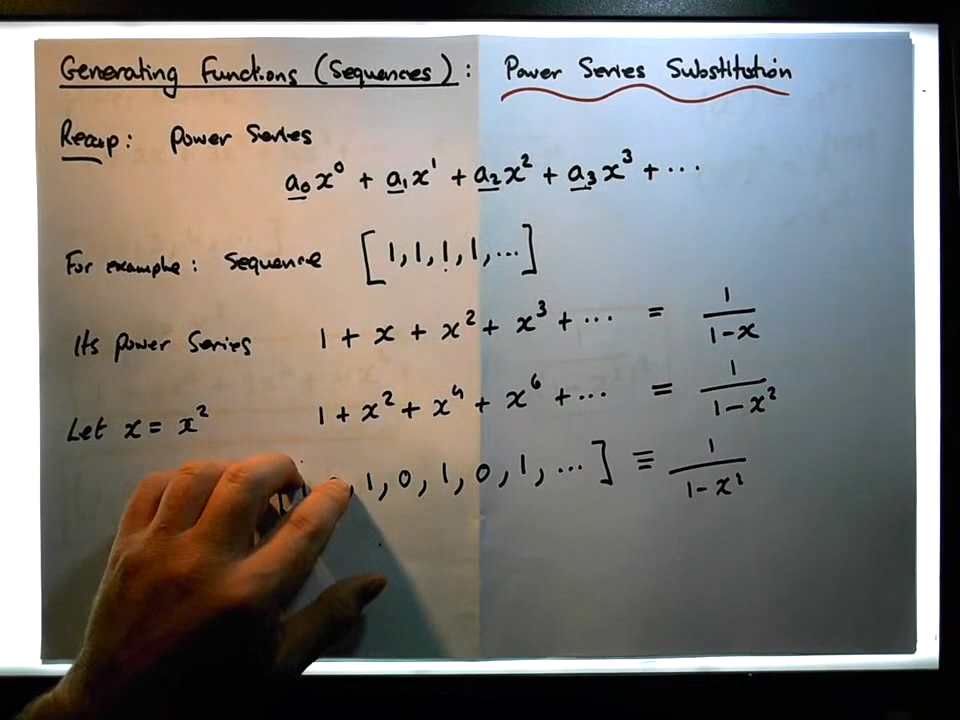 Generating Functions (Sequences) : Power Series Substitution
Recap: Power Series
a₀x⁰ + a₁x¹ + a₂x² + a₃x³ + ...
For example : Sequence [1,1,1,1,...]
Its Power Series 1 + x + x² + x³ + ... = 1/(1-x)
Let x = x² 1 + x² + x⁴ + x⁶ + ... = 1/(1-x²)
, 1, 0, 1, 0, 1, ... ] ≡ 1/(1-x²)